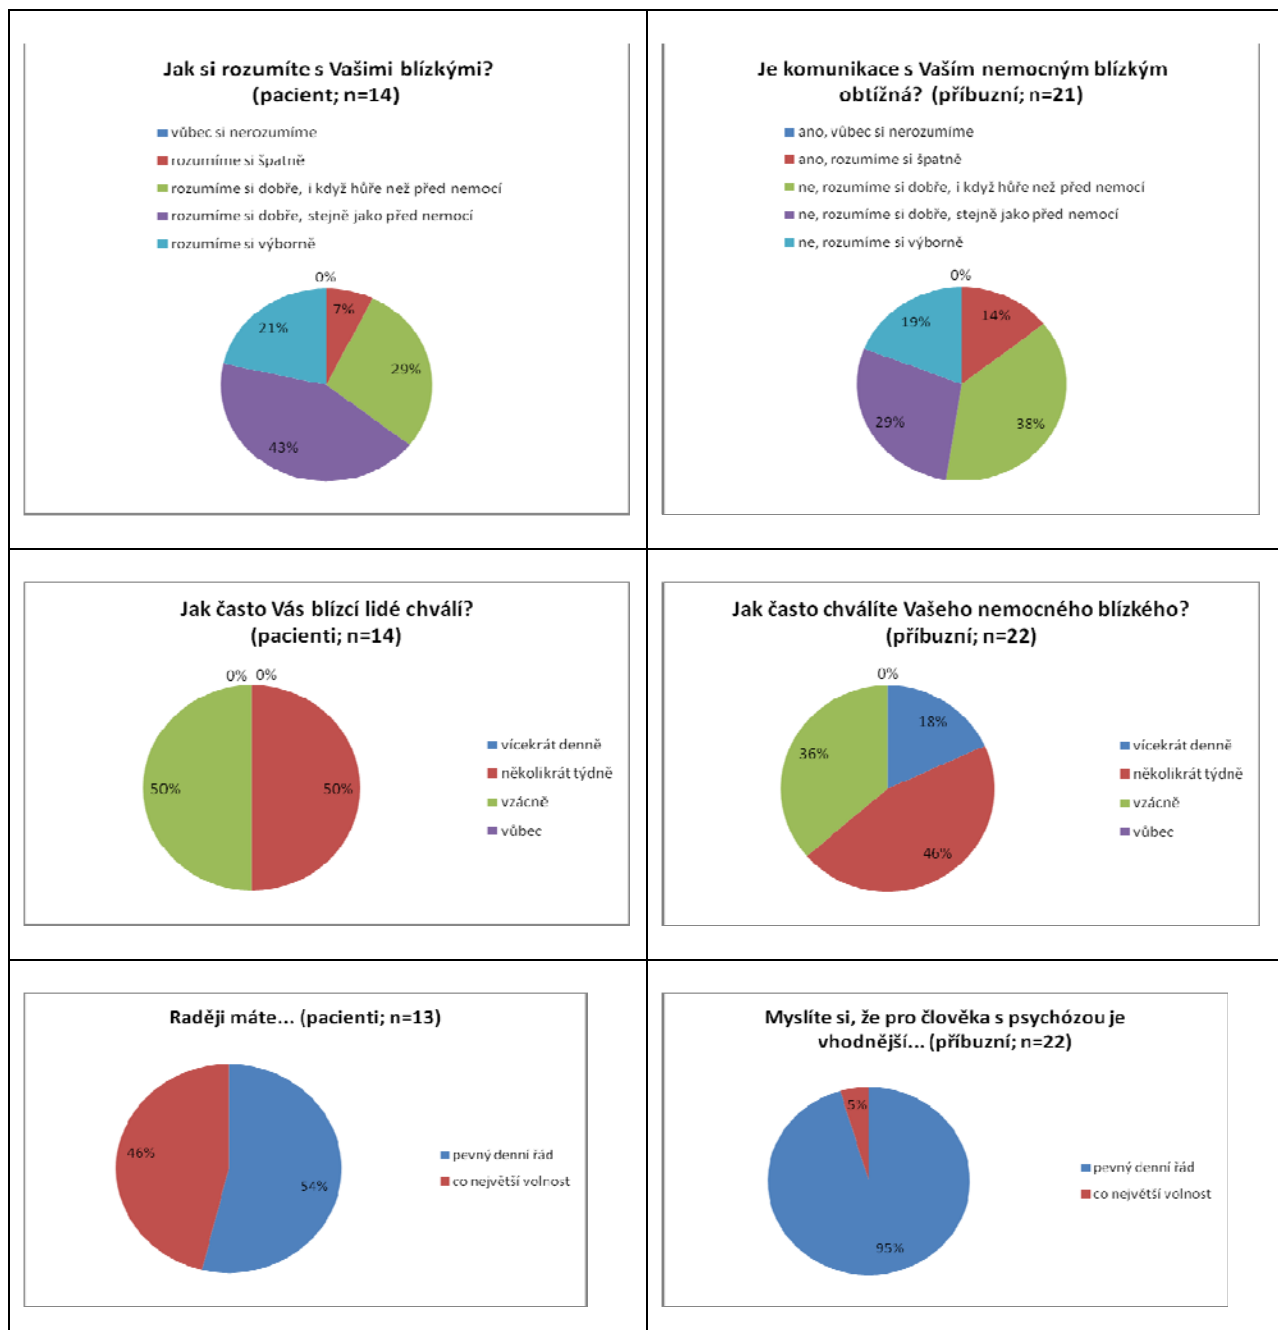 Jak si rozumíte s Vašimi blízkými?
(pacient; n=14)
vůbec si nerozumíme
rozumíme si špatně
rozumíme si dobře, i když hůře než před nemocí
rozumíme si dobře, stejně jako před nemocí
rozumíme si výborně
0%
7%
21%
29%
43%
Je komunikace s Vaším nemocným blízkým
obtížná? (příbuzní; n=21)
ano, vůbec si nerozumíme
ano, rozumíme si špatně
ne, rozumíme si dobře, i když hůře než před nemocí
ne, rozumíme si dobře, stejně jako před nemocí
ne, rozumíme si výborně
0%
14%
19%
29%
38%
Jak často Vás blízcí lidé chválí?
(pacienti; n=14)
0% 0%
50%
50%
vícekrát denně
několikrát týdně
vzácně
vůbec
Jak často chválíte Vašeho nemocného blízkého?
(příbuzní; n=22)
0%
18%
36%
46%
vícekrát denně
několikrát týdně
vzácně
vůbec
Raději máte... (pacienti; n=13)
46%
54%
pevný denní řád
co největší volnost
Myslíte si, že pro člověka s psychózou je
vhodnější... (příbuzní; n=22)
5%
95%
pevný denní řád
co největší volnost